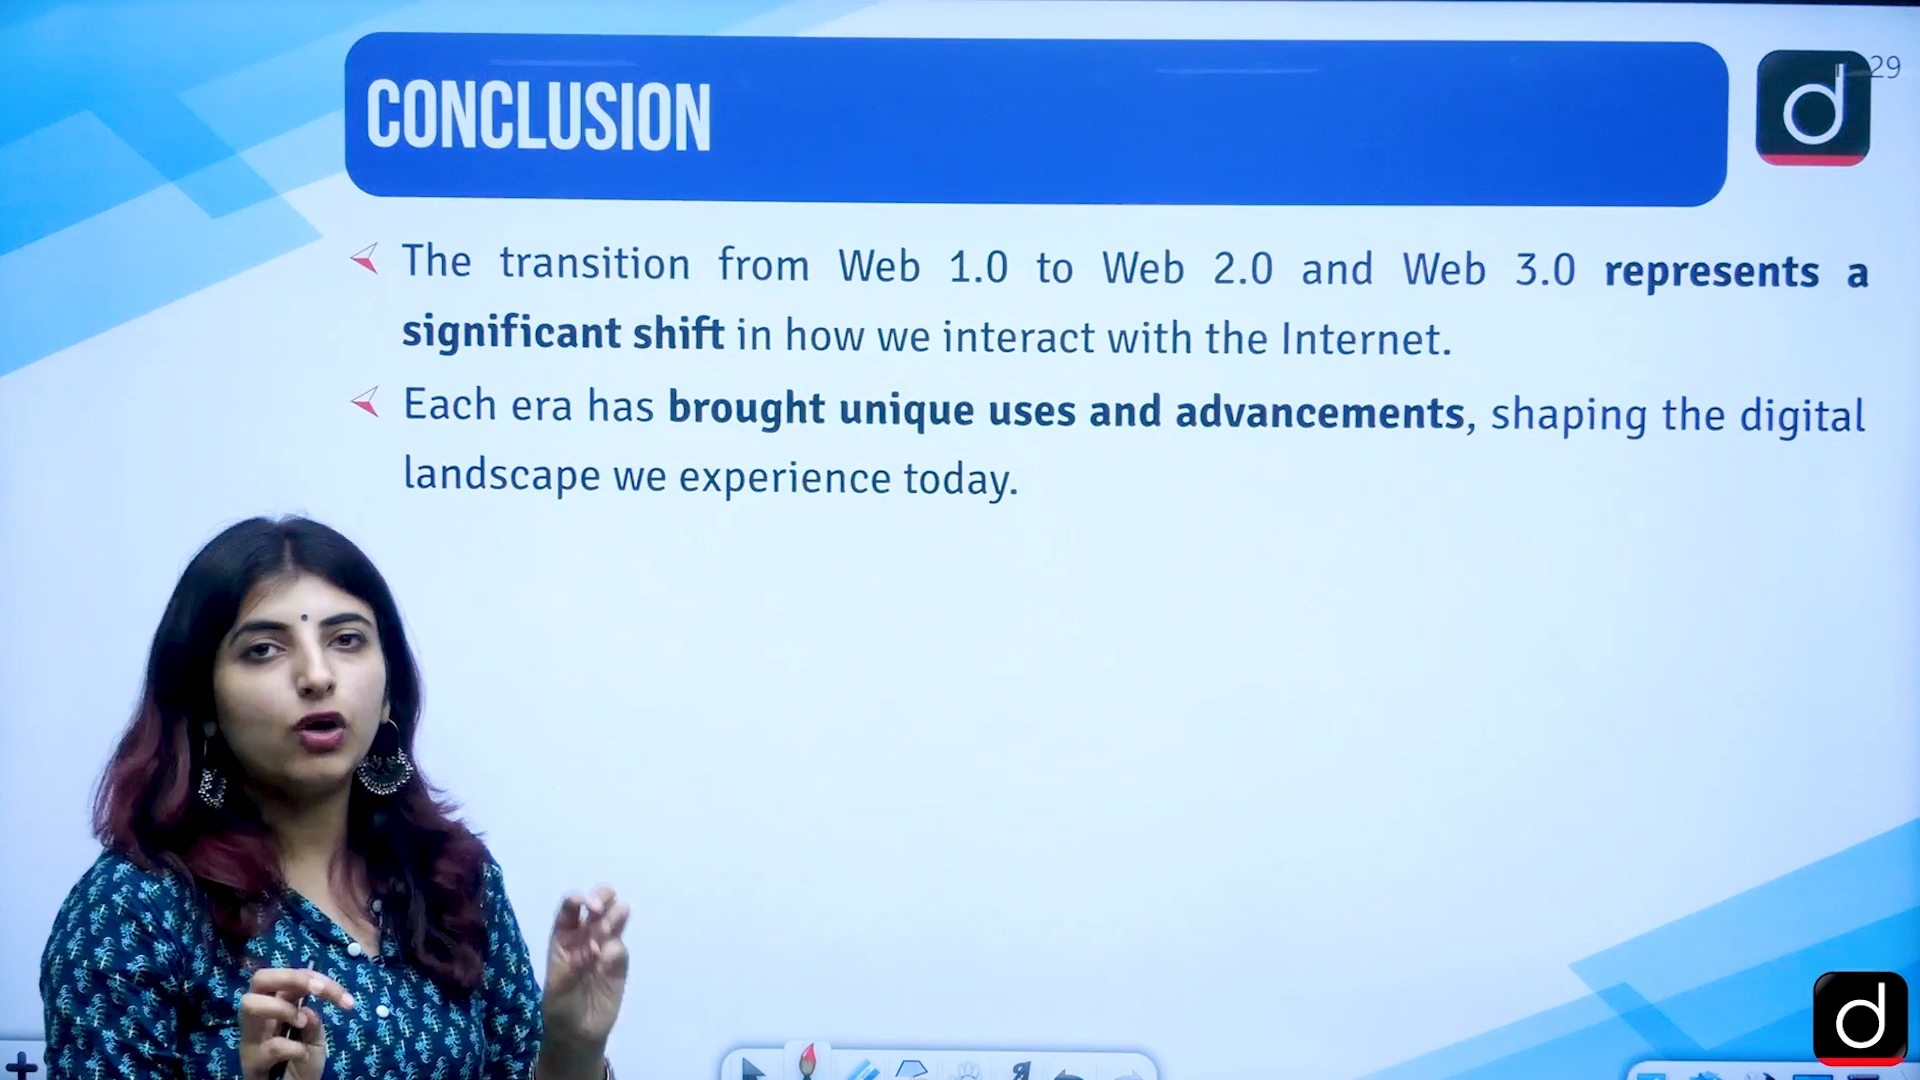 CONCLUSION
29
The transition from Web 1.0 to Web 2.0 and Web 3.0 represents a
significant shift in how we interact with the Internet.
Each era has brought unique uses and advancements, shaping the digital
landscape we experience today.
d
d